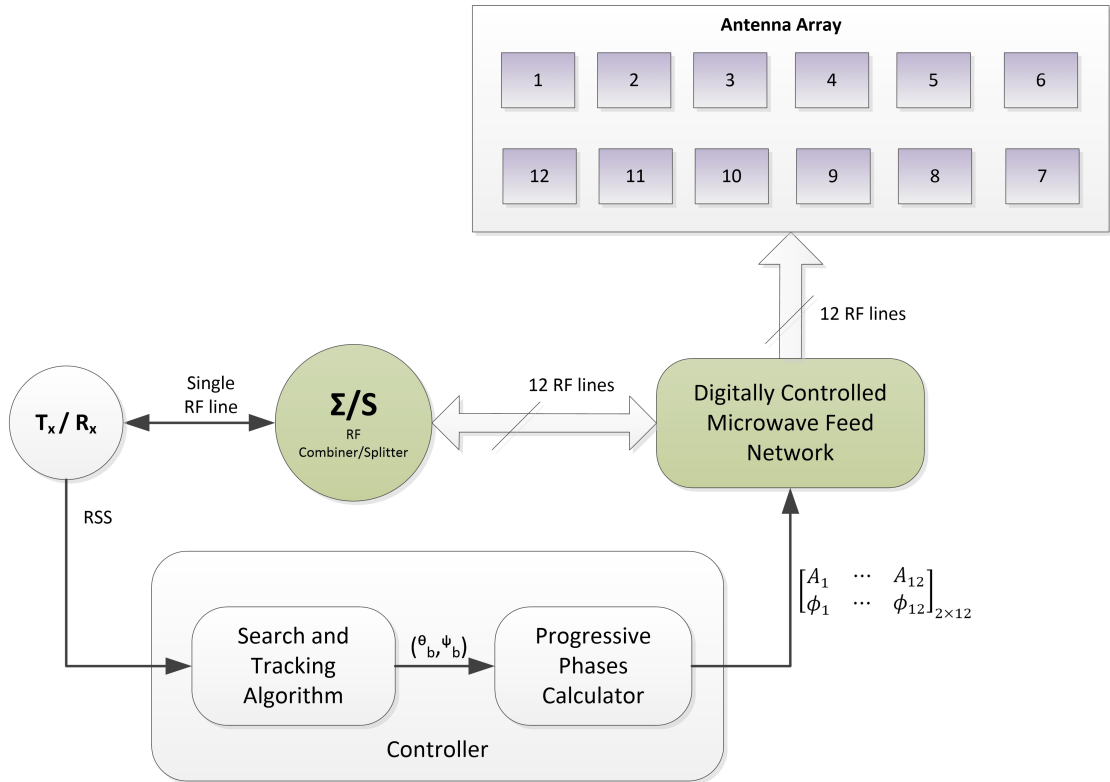 Antenna Array
1 2 3 4 5 6
12 11 10 9 8 7
12 RF lines
Single
RF line
12 RF lines
Tx / Rx
Σ/S
RF
Combiner/Splitter
Digitally Controlled
Microwave Feed
Network
RSS
[A₁ ⋯ A₁₂]
[ϕ₁ ⋯ ϕ₁₂]₂ₓ₁₂
Search and
Tracking
Algorithm
(θb,ψb)
Progressive
Phases
Calculator
Controller